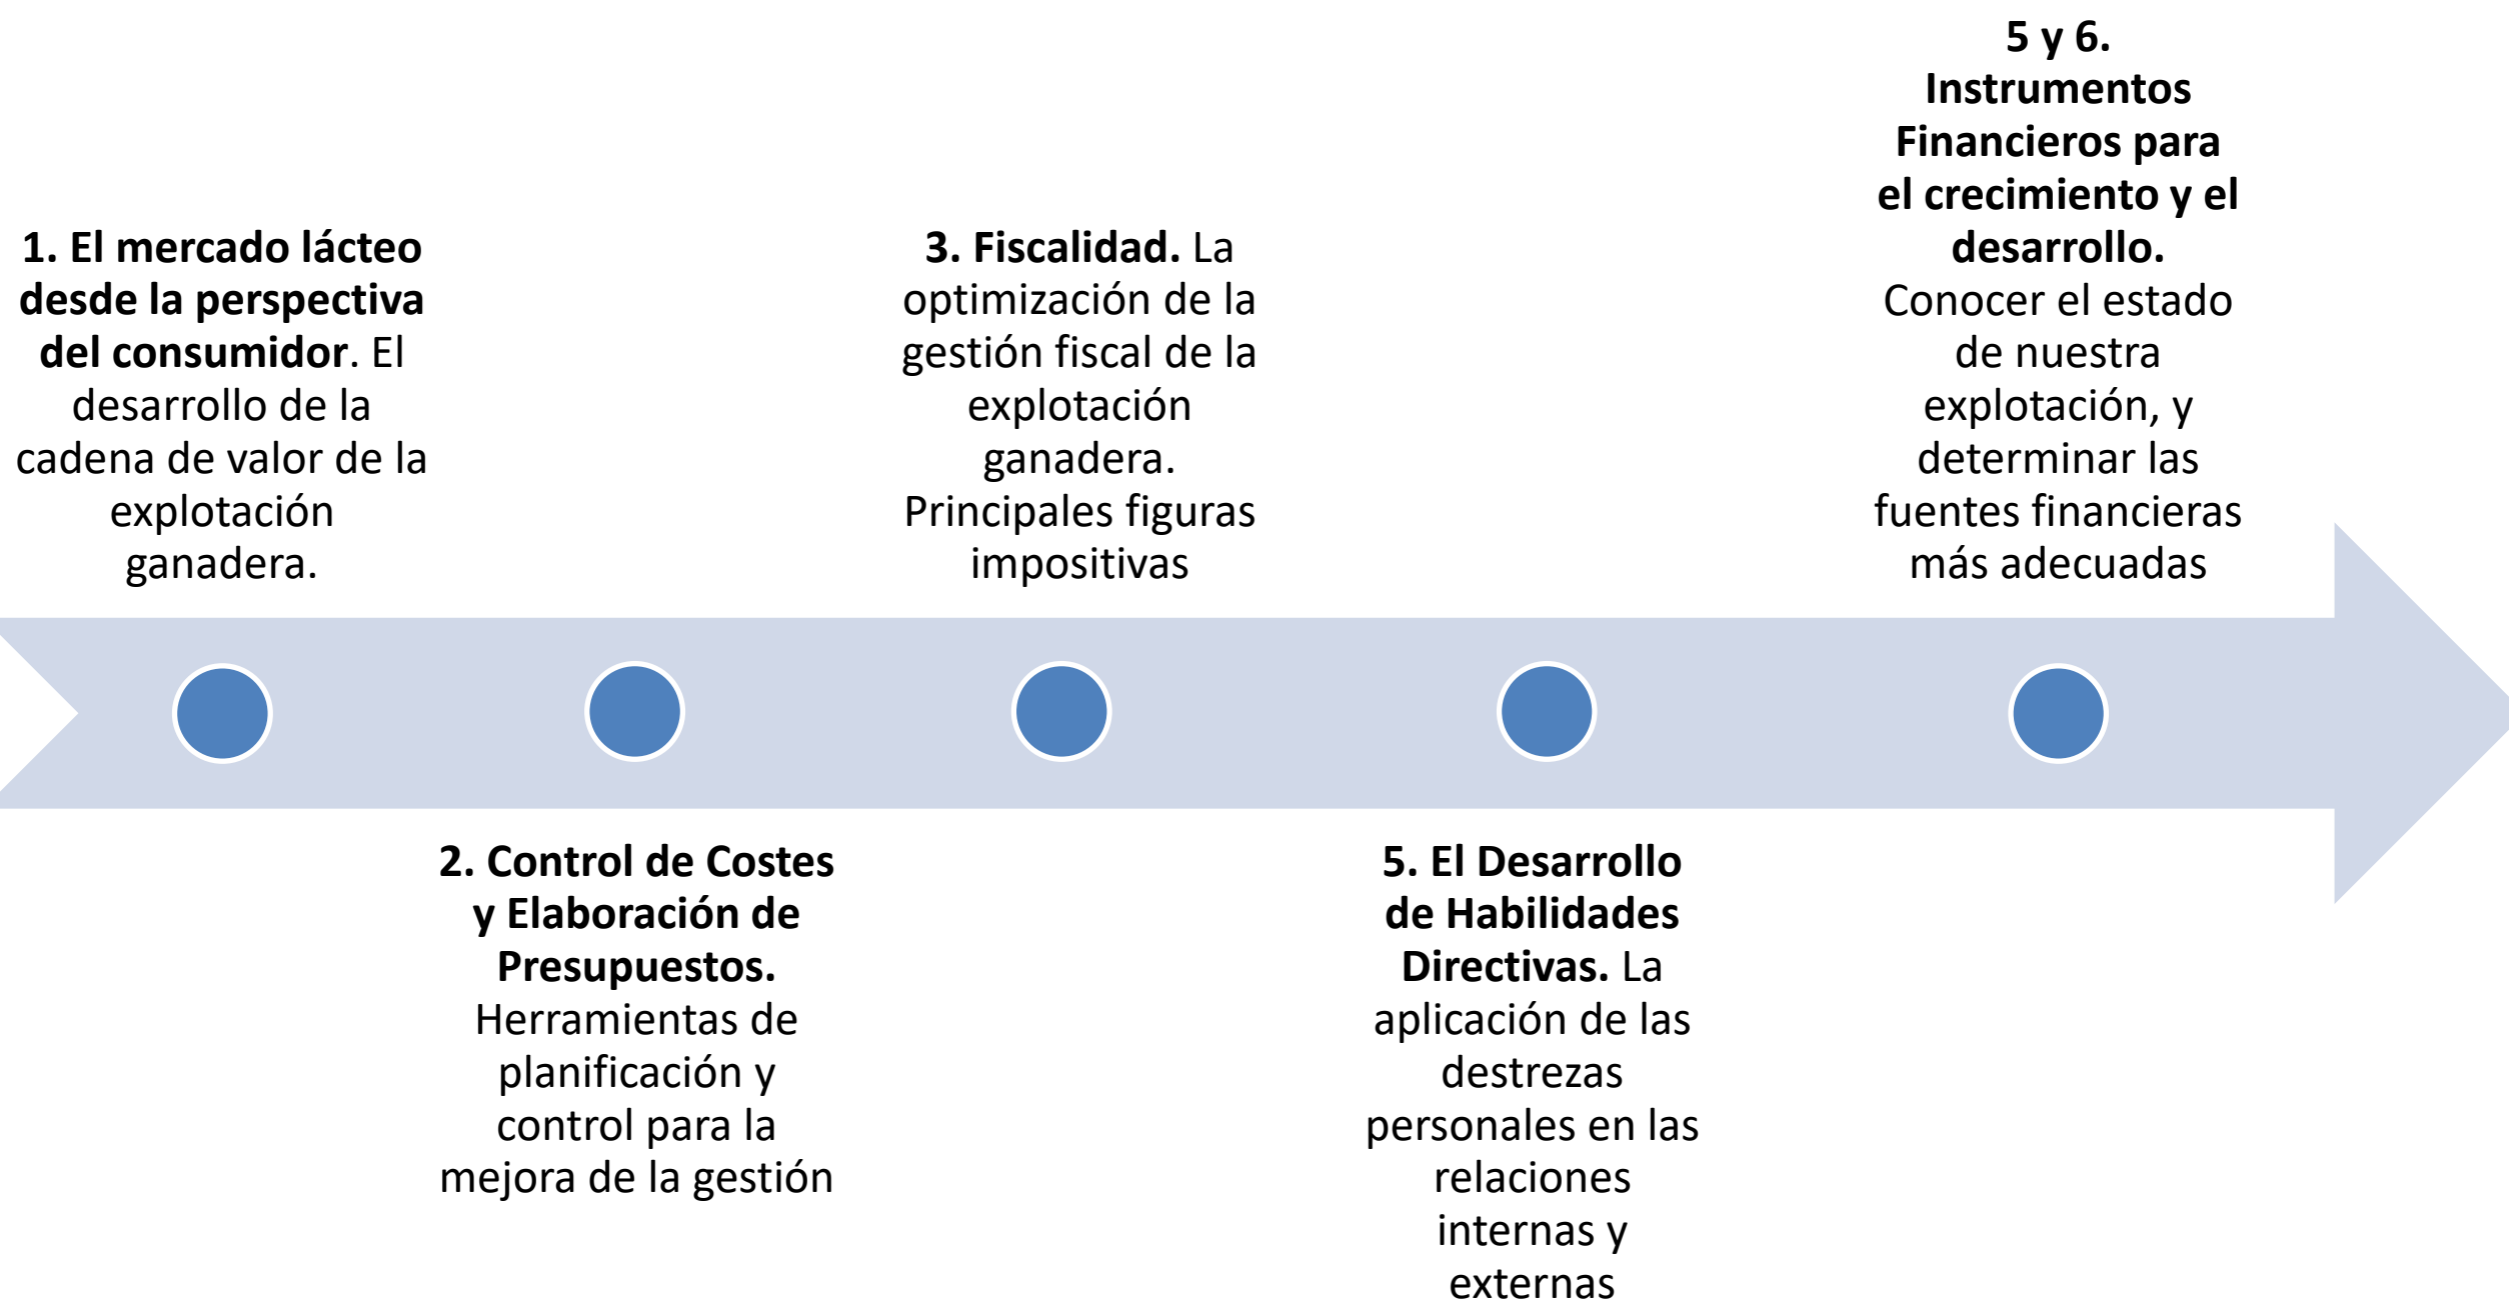 1. El mercado lácteo
desde la perspectiva
del consumidor. El
desarrollo de la
cadena de valor de la
explotación
ganadera.
2. Control de Costes
y Elaboración de
Presupuestos.
Herramientas de
planificación y
control para la
mejora de la gestión
3. Fiscalidad. La
optimización de la
gestión fiscal de la
explotación
ganadera.
Principales figuras
impositivas
5. El Desarrollo
de Habilidades
Directivas. La
aplicación de las
destrezas
personales en las
relaciones
internas y
externas
5 y 6.
Instrumentos
Financieros para
el crecimiento y el
desarrollo.
Conocer el estado
de nuestra
explotación, y
determinar las
fuentes financieras
más adecuadas